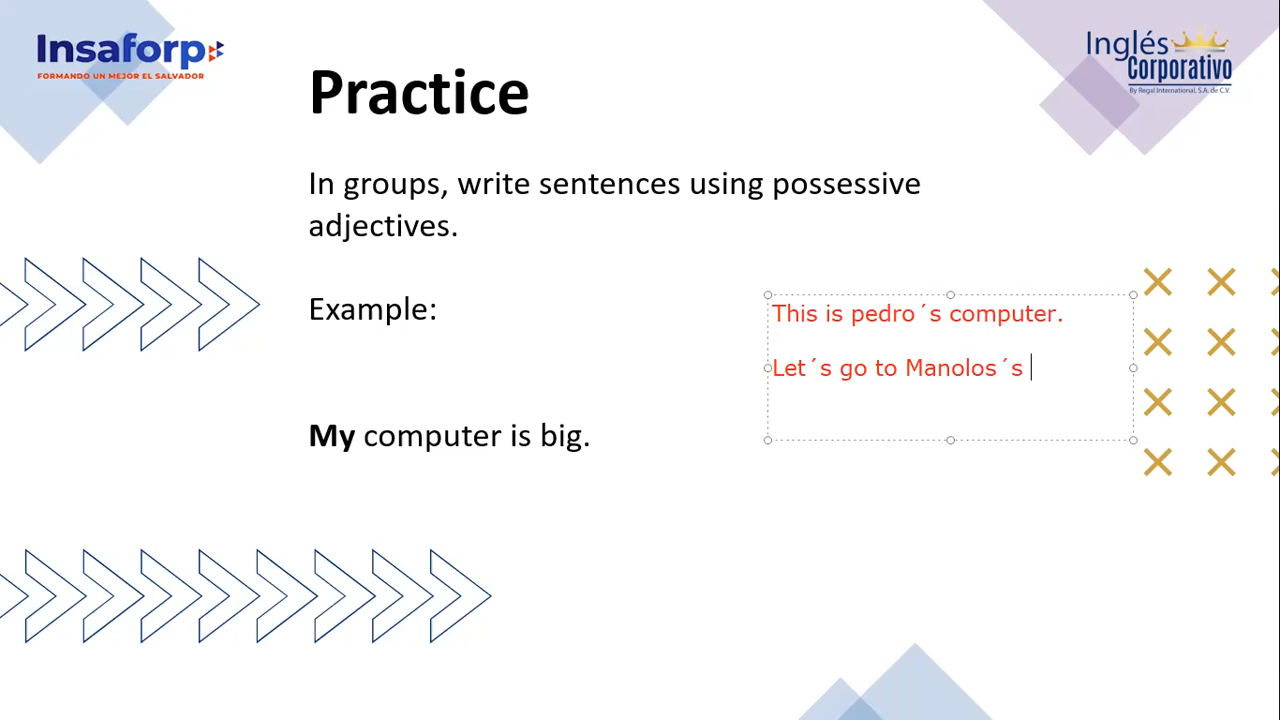 Insaforp
FORMANDO UN MEJOR EL SALVADOR
Inglés
Corporativo
By Regal International, S.A. de C.V.
Practice
In groups, write sentences using possessive
adjectives.
Example:
This is pedro´s computer.
Let´s go to Manolos´s
My computer is big.